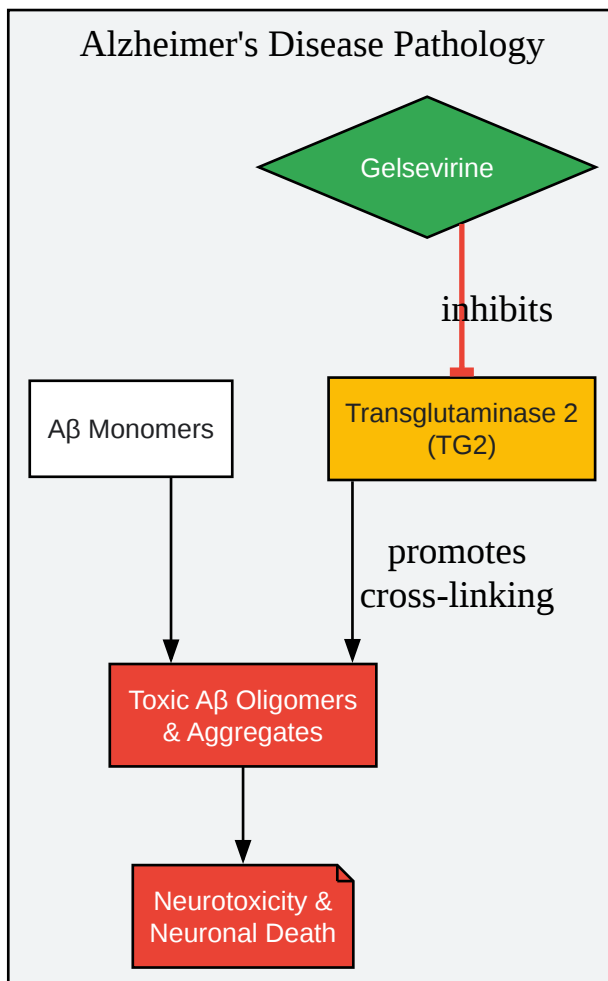 Alzheimer's Disease Pathology
Gelsevirine
inhibits
Aβ Monomers
Transglutaminase 2
(TG2)
promotes
cross-linking
Toxic Aβ Oligomers
& Aggregates
Neurotoxicity &
Neuronal Death